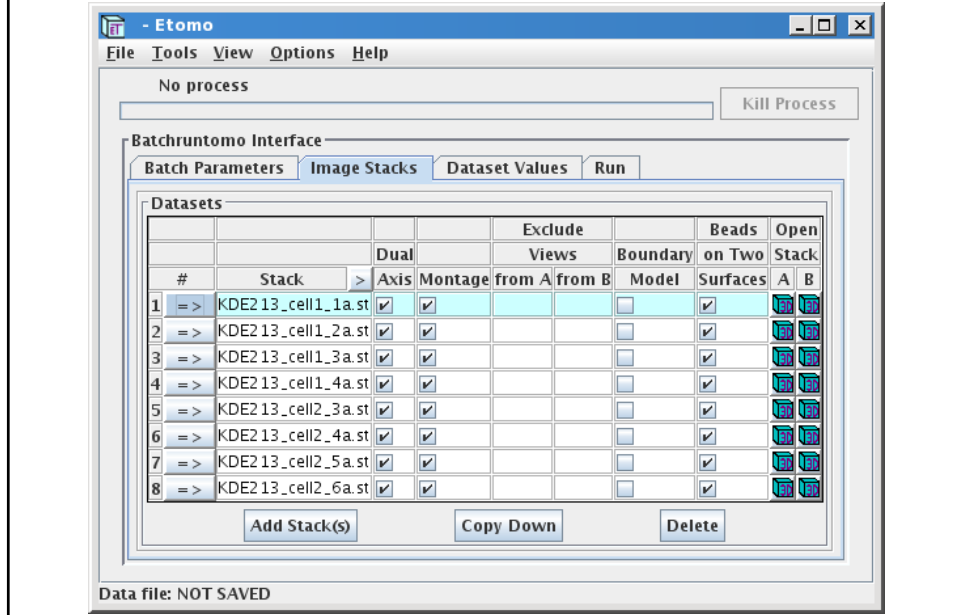 - Etomo
File Tools View Options Help
No process
Kill Process
Batchruntomo Interface
Batch Parameters Image Stacks Dataset Values Run
Datasets
Exclude Beads Open
Dual Views Boundary on Two Stack
# Stack > Axis Montage from A from B Model Surfaces A B
1 => KDE213_cell1_1a.st
2 => KDE213_cell1_2a.st
3 => KDE213_cell1_3a.st
4 => KDE213_cell1_4a.st
5 => KDE213_cell2_3a.st
6 => KDE213_cell2_4a.st
7 => KDE213_cell2_5a.st
8 => KDE213_cell2_6a.st
Add Stack(s) Copy Down Delete
Data file: NOT SAVED